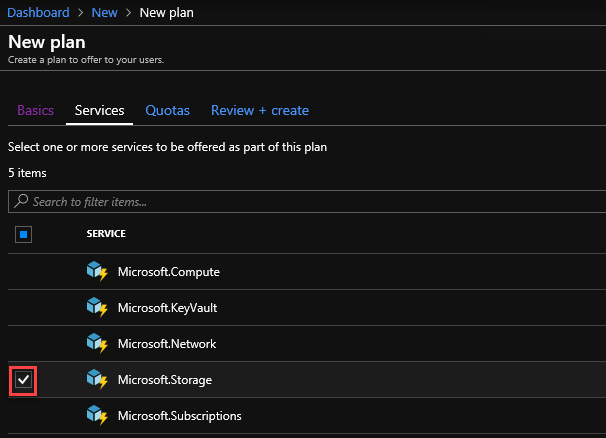 Dashboard > New > New plan
New plan
Create a plan to offer to your users.
Basics Services Quotas Review + create
Select one or more services to be offered as part of this plan
5 items
Search to filter items...
SERVICE
Microsoft.Compute
Microsoft.KeyVault
Microsoft.Network
Microsoft.Storage
Microsoft.Subscriptions